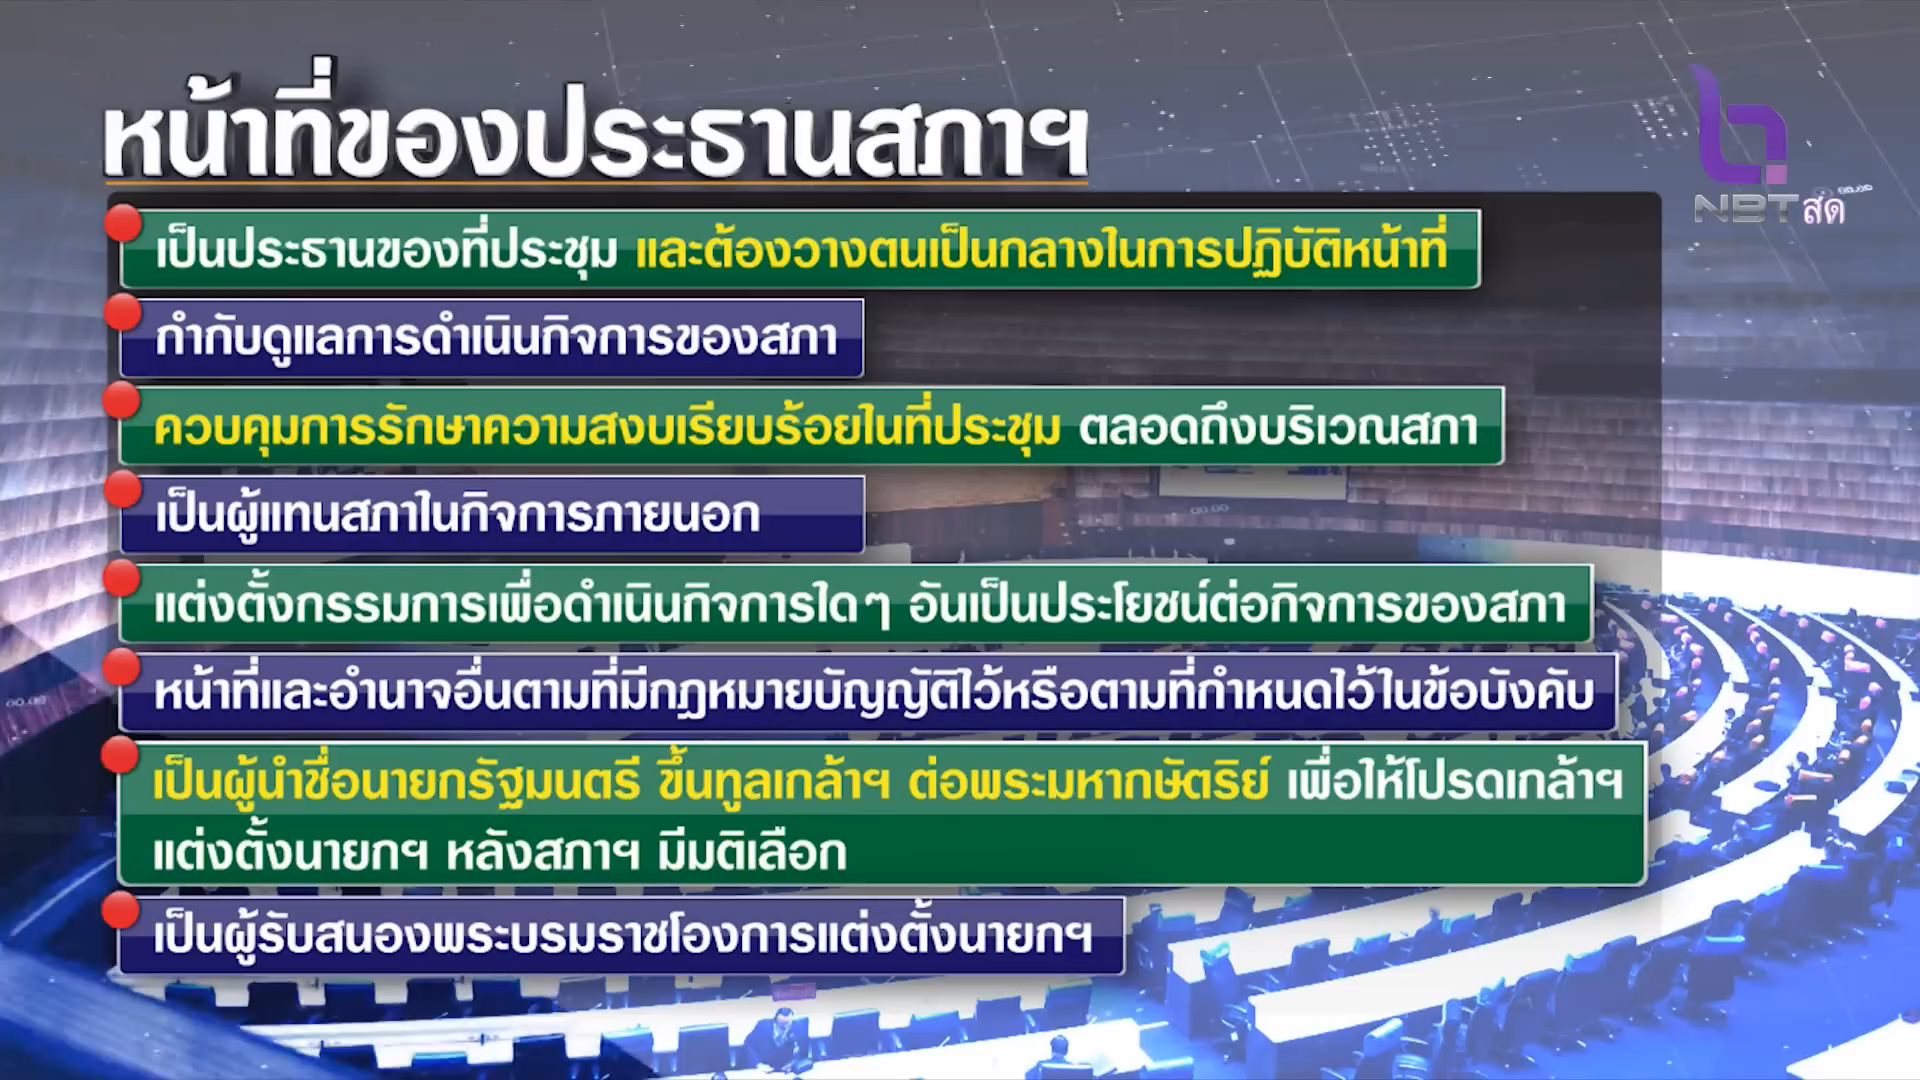 หน้าที่ของประธานสภาฯ
NBT สด
เป็นประธานของที่ประชุม และต้องวางตนเป็นกลางในการปฏิบัติหน้าที่
กำกับดูแลการดำเนินกิจการของสภา
ควบคุมการรักษาความสงบเรียบร้อยในที่ประชุม ตลอดถึงบริเวณสภา
เป็นผู้แทนสภาในกิจการภายนอก
แต่งตั้งกรรมการเพื่อดำเนินกิจการใดๆ อันเป็นประโยชน์ต่อกิจการของสภา
หน้าที่และอำนาจอื่นตามที่มีกฎหมายบัญญัติไว้หรือตามที่กำหนดไว้ในข้อบังคับ
เป็นผู้นำชื่อนายกรัฐมนตรี ขึ้นทูลเกล้าฯ ต่อพระมหากษัตริย์ เพื่อให้โปรดเกล้าฯ
แต่งตั้งนายกฯ หลังสภาฯ มีมติเลือก
เป็นผู้รับสนองพระบรมราชโองการแต่งตั้งนายกฯ